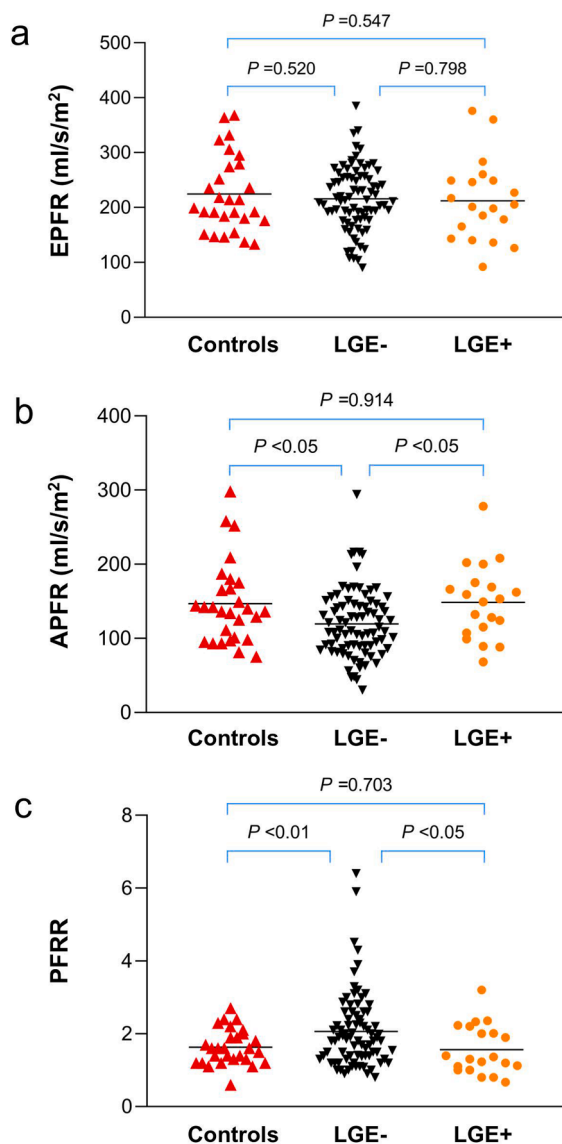 a
P =0.547
P =0.520
P =0.798
500
400
300
200
100
0
EPFR (ml/s/m²)
Controls
LGE-
LGE+
b
P =0.914
P <0.05
P <0.05
400
300
200
100
0
APFR (ml/s/m²)
Controls
LGE-
LGE+
c
P =0.703
P <0.01
P <0.05
8
6
4
2
0
PFRR
Controls
LGE-
LGE+